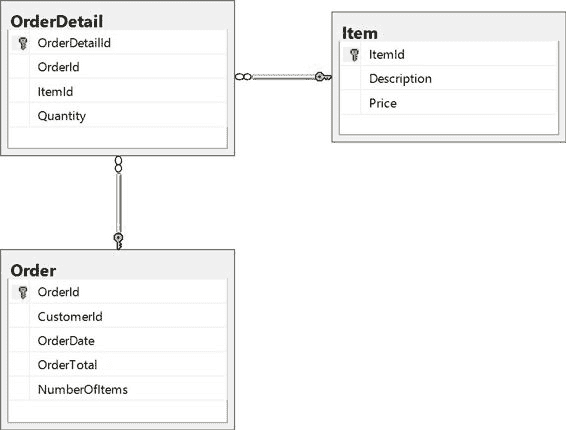 OrderDetail
OrderDetailId
OrderId
ItemId
Quantity
Item
ItemId
Description
Price
Order
OrderId
CustomerId
OrderDate
OrderTotal
NumberOfItems